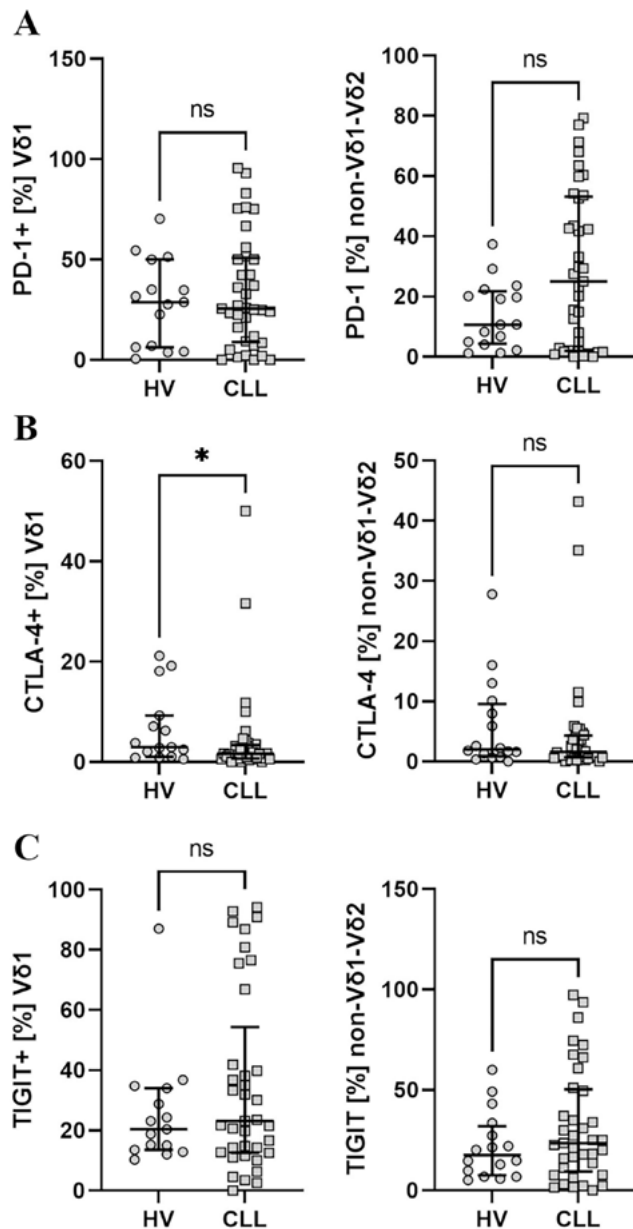 A
PD-1+ [%] Vδ1
150
100
50
0
ns
HV
CLL
PD-1 [%] non-Vδ1-Vδ2
100
80
60
40
20
0
ns
HV
CLL
B
CTLA-4+ [%] Vδ1
60
40
20
0
*
HV
CLL
CTLA-4 [%] non-Vδ1-Vδ2
50
40
30
20
10
0
ns
HV
CLL
C
TIGIT+ [%] Vδ1
100
80
60
40
20
0
ns
HV
CLL
TIGIT [%] non-Vδ1-Vδ2
150
100
50
0
ns
HV
CLL